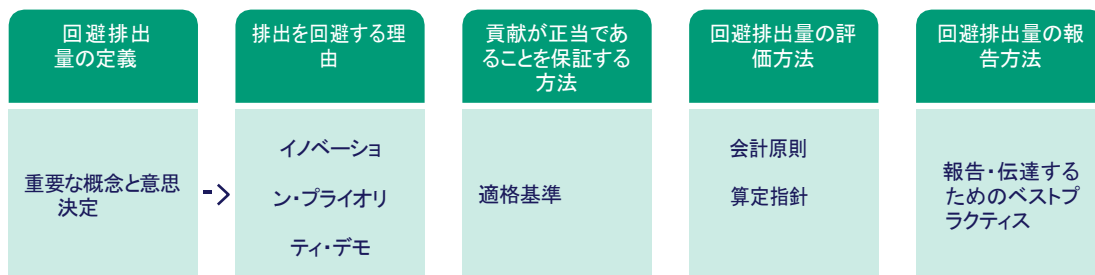 回避排出
量の定義
重要な概念と意思
決定
->
排出を回避する理
由
イノベーショ
ン・プライオリ
ティ・デモ
貢献が正当であ
ることを保証する
方法
適格基準
回避排出量の評
価方法
会計原則
算定指針
回避排出量の報
告方法
報告・伝達する
ためのベストプ
ラクティス